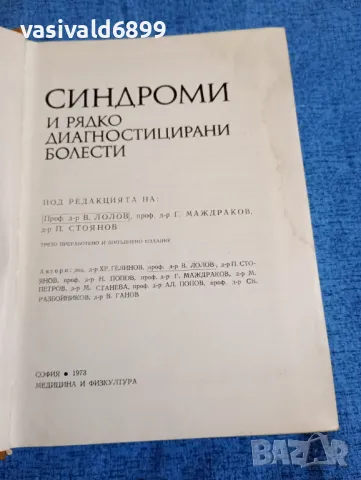 vasivald6899
СИНДРОМИ
И РЯДКО
ДИАГНОСТИЦИРАНИ
БОЛЕСТИ
ПОД РЕДАКЦИЯТА НА:
Проф. д-р В. ЛОЛОВ, проф. д-р Г. МАЖДРАКОВ,
д-р П. СТОЯНОВ
ТРЕТО ПРЕРАБОТЕНО И ДОПЪЛНЕНО ИЗДАНИЕ
Автори: д-р ХР. ГЕЛИНОВ, проф. д-р В. ЛОЛОВ, д-р П. СТО-
ЯНОВ, проф. д-р Н. ПОПОВ, проф. д-р Г. МАЖДРАКОВ, д-р М.
ПЕТРОВ, д-р М. СТАНЕВА, проф. д-р АЛ. ПОПОВ, проф. д-р СВ.
РАЗБОЙНИКОВ, д-р В. ГАНОВ
СОФИЯ • 1973
МЕДИЦИНА И ФИЗКУЛТУРА
BAZAR